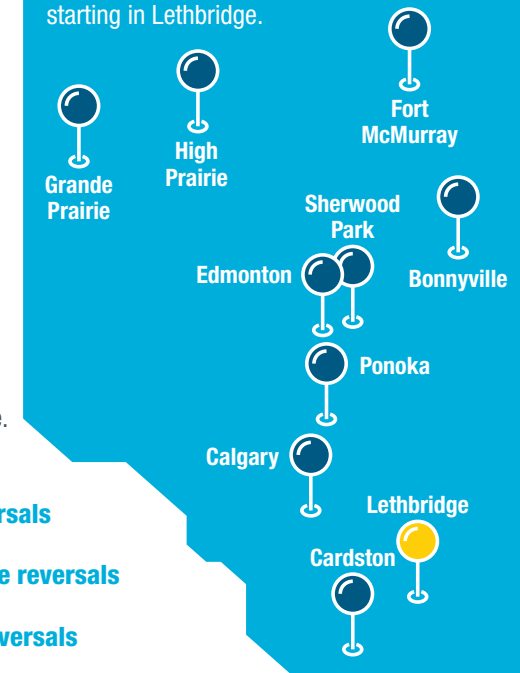 starting in Lethbridge.
Fort
McMurray
High
Prairie
Grande
Prairie
Sherwood
Park
Edmonton
Bonnyville
Ponoka
e.
Calgary
rsals
Lethbridge
Cardston
e reversals
versals